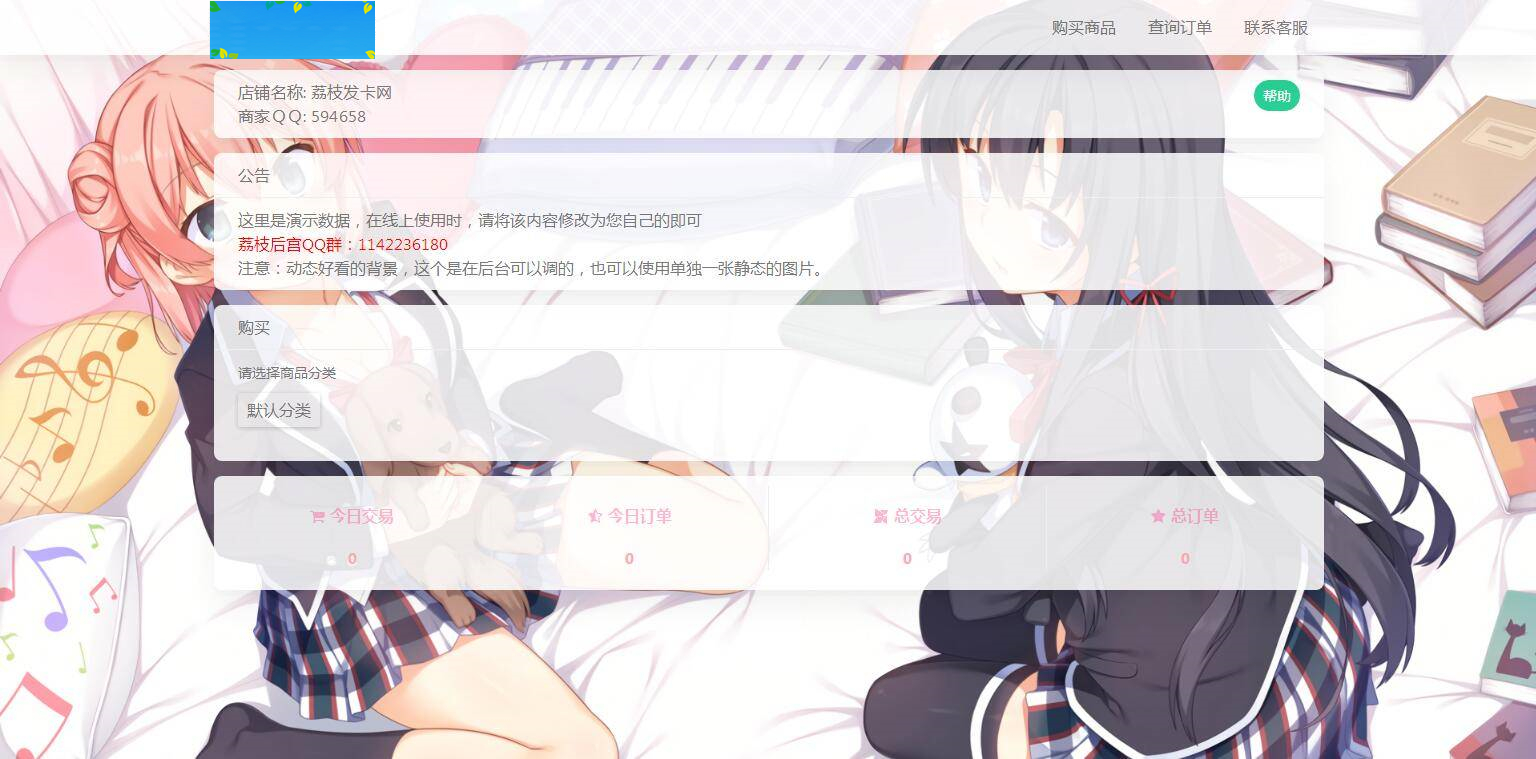 购买商品 查询订单 联系客服
店铺名称: 荔枝发卡网
帮助
商家ＱＱ: 594658
公告
这里是演示数据，在线上使用时，请将该内容修改为您自己的即可
荔枝后宫QQ群：1142236180
注意：动态好看的背景，这个是在后台可以调的，也可以使用单独一张静态的图片。
购买
请选择商品分类
默认分类
今日交易 今日订单 总交易 总订单
0 0 0 0